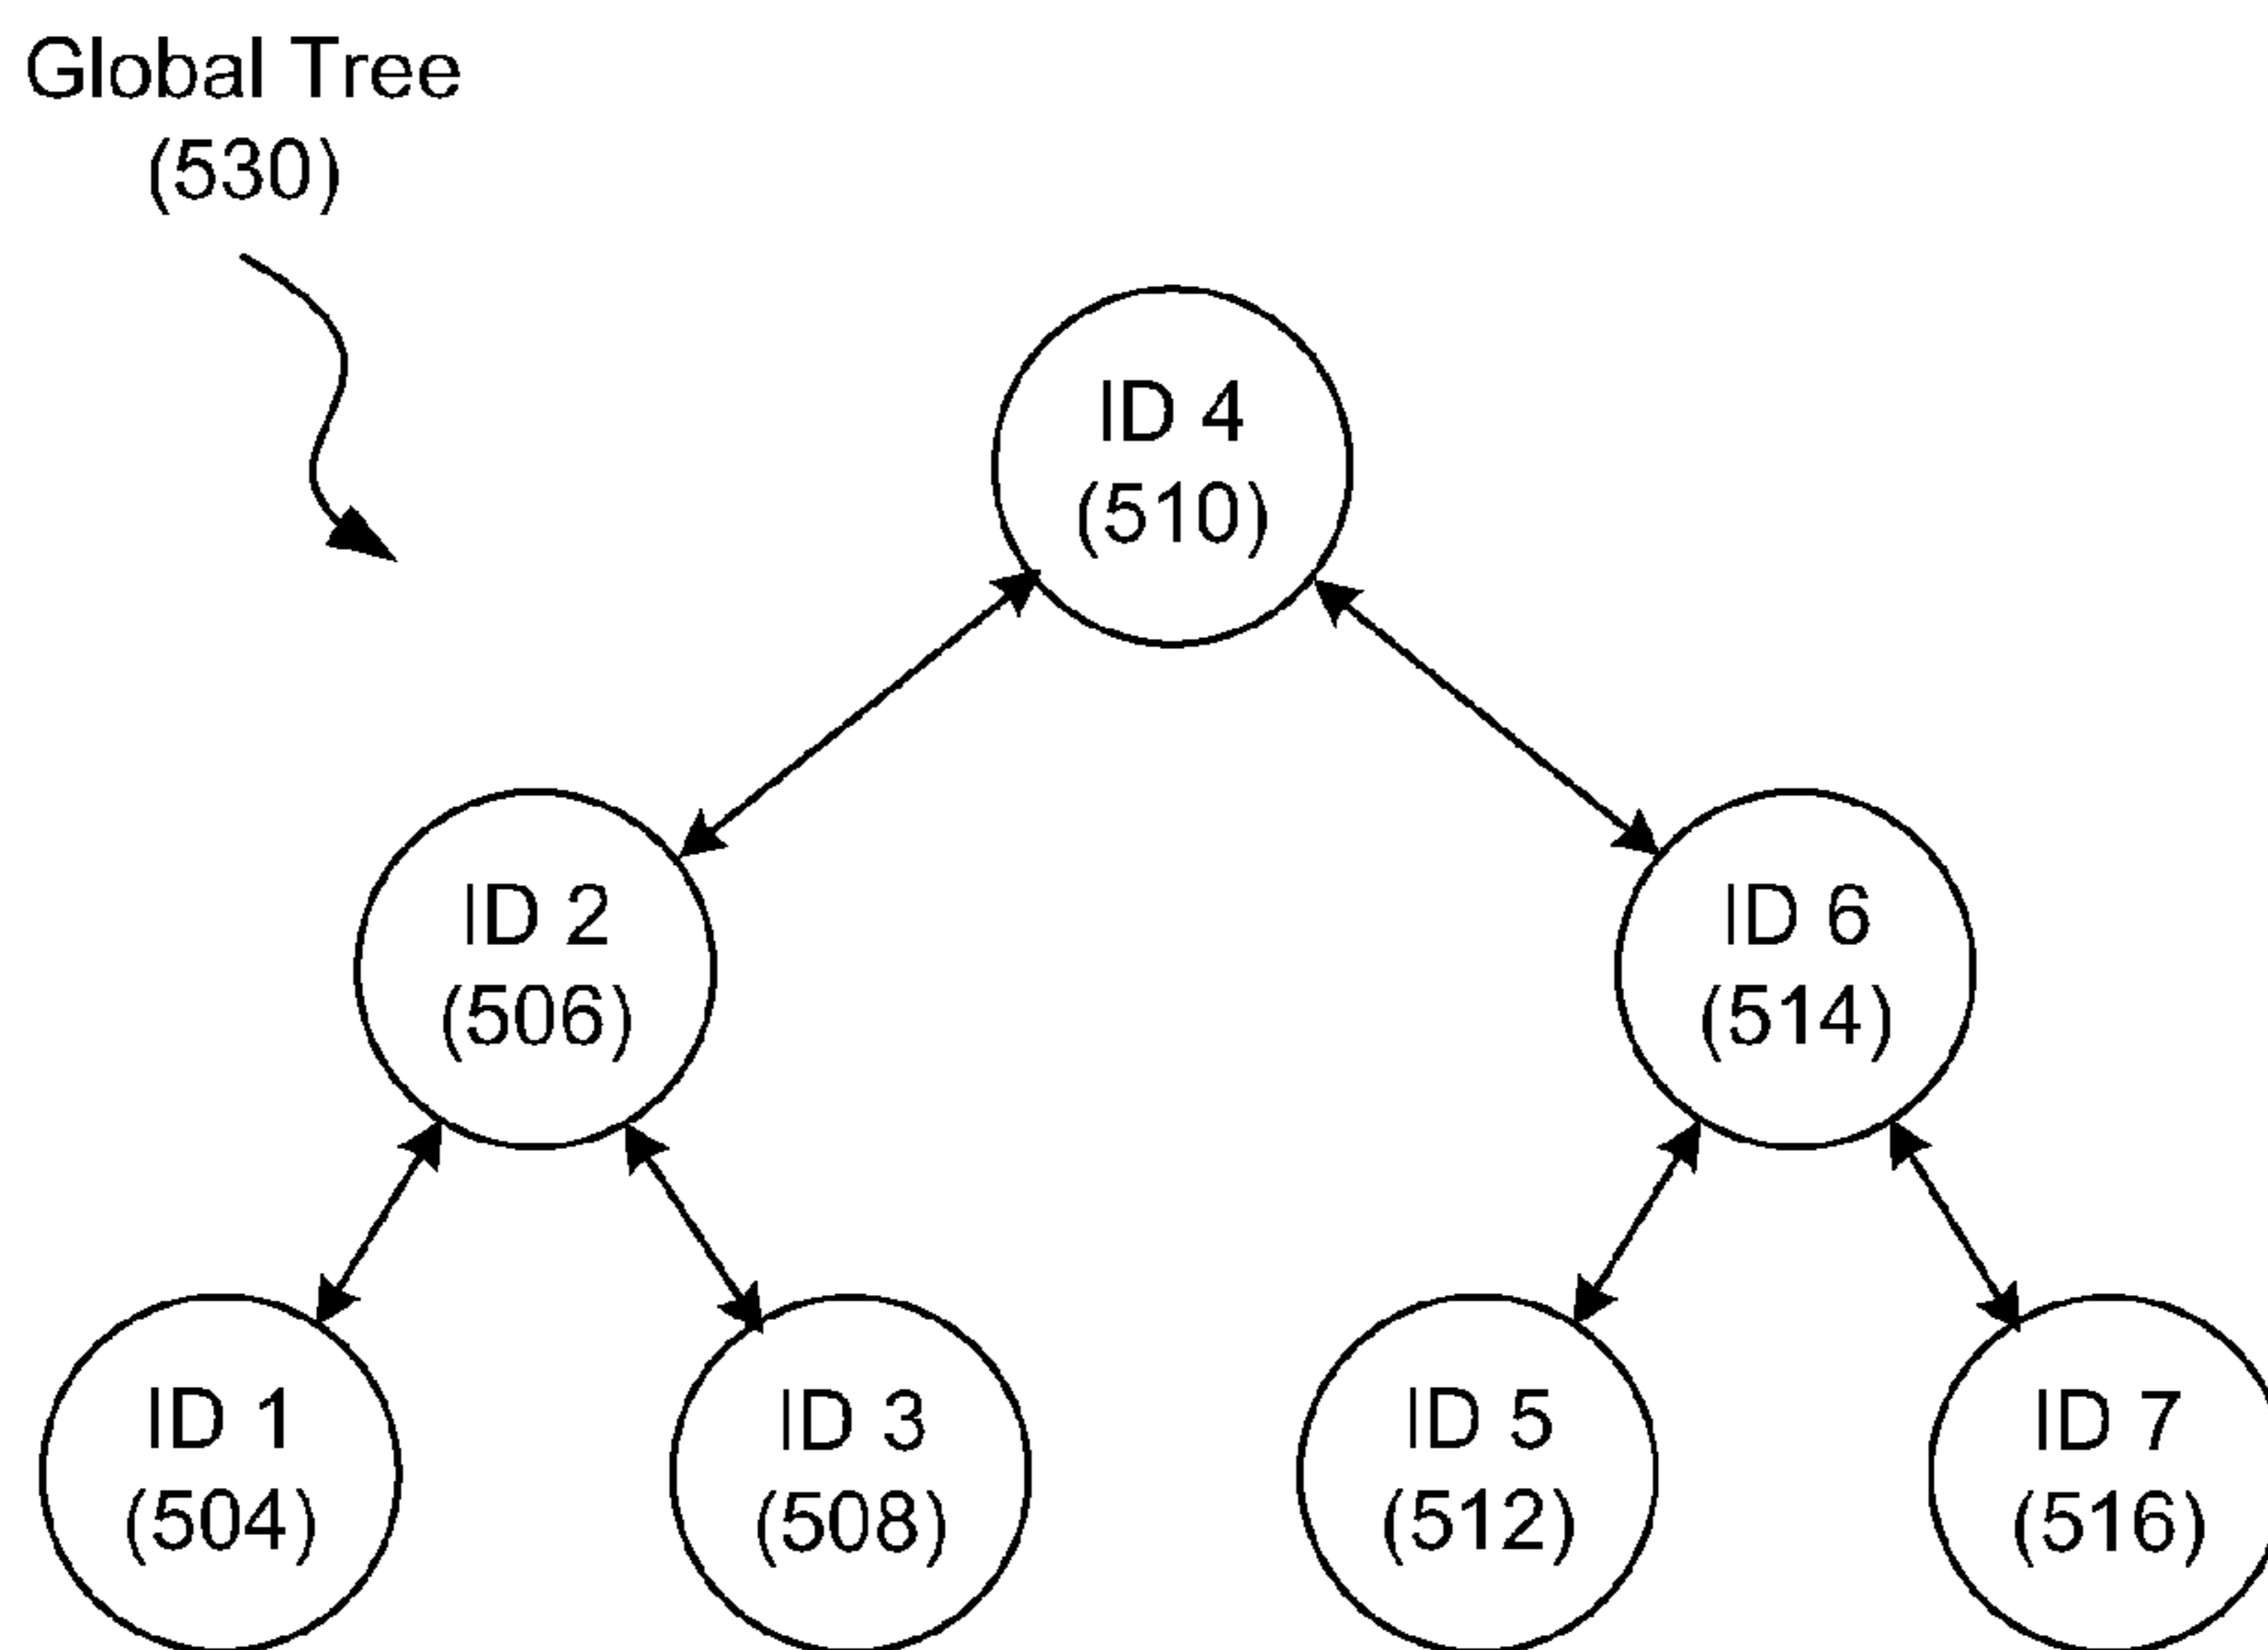 Global Tree
(530)
ID 4
(510)
ID 2
(506)
ID 6
(514)
ID 1
(504)
ID 3
(508)
ID 5
(512)
ID 7
(516)